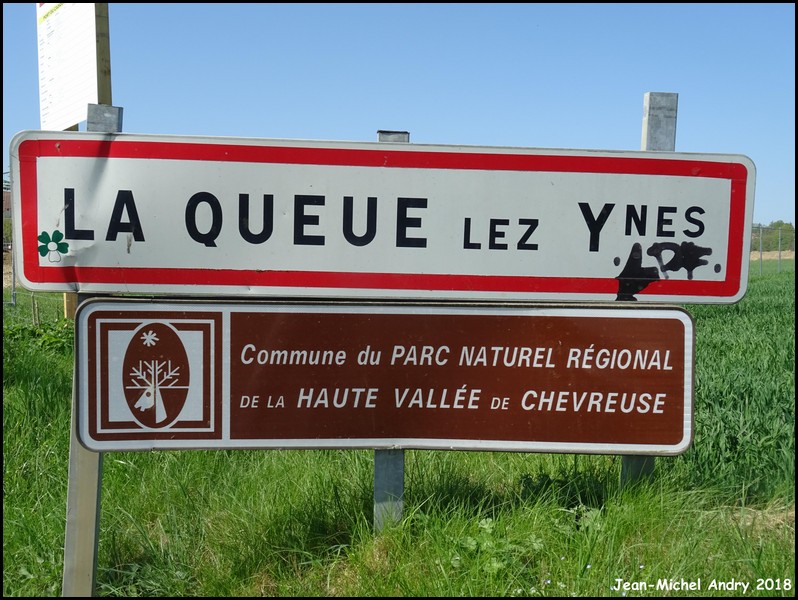 LA QUEUE LEZ YNES
Commune du PARC NATUREL RÉGIONAL
DE LA HAUTE VALLÉE DE CHEVREUSE
Jean-Michel Andry 2018